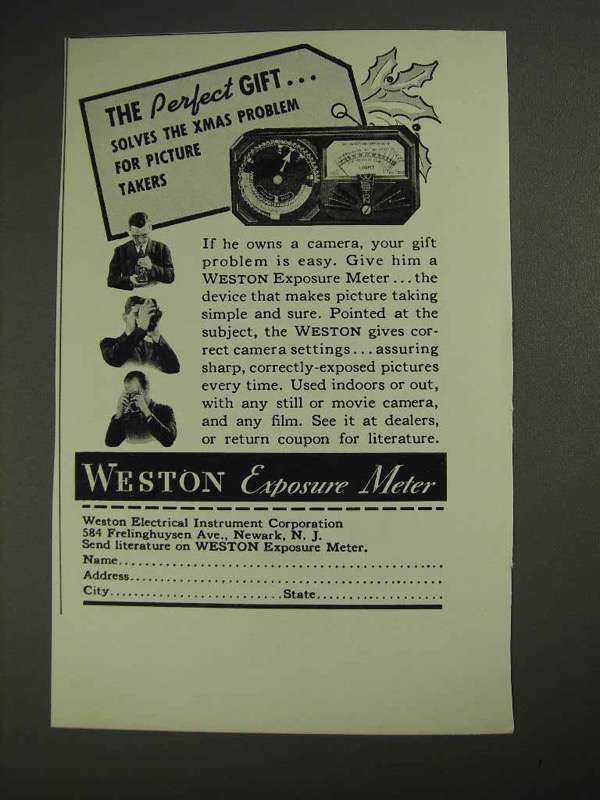 THE Perfect GIFT...
SOLVES THE XMAS PROBLEM
FOR PICTURE
TAKERS
LIGHT
If he owns a camera, your gift
problem is easy. Give him a
WESTON Exposure Meter...the
device that makes picture taking
simple and sure. Pointed at the
subject, the WESTON gives cor-
rect camera settings...assuring
sharp, correctly-exposed pictures
every time. Used indoors or out,
with any still or movie camera,
and any film. See it at dealers,
or return coupon for literature.
WESTON Exposure Meter
Weston Electrical Instrument Corporation
584 Frelinghuysen Ave., Newark, N. J.
Send literature on WESTON Exposure Meter.
Name
Address
City State